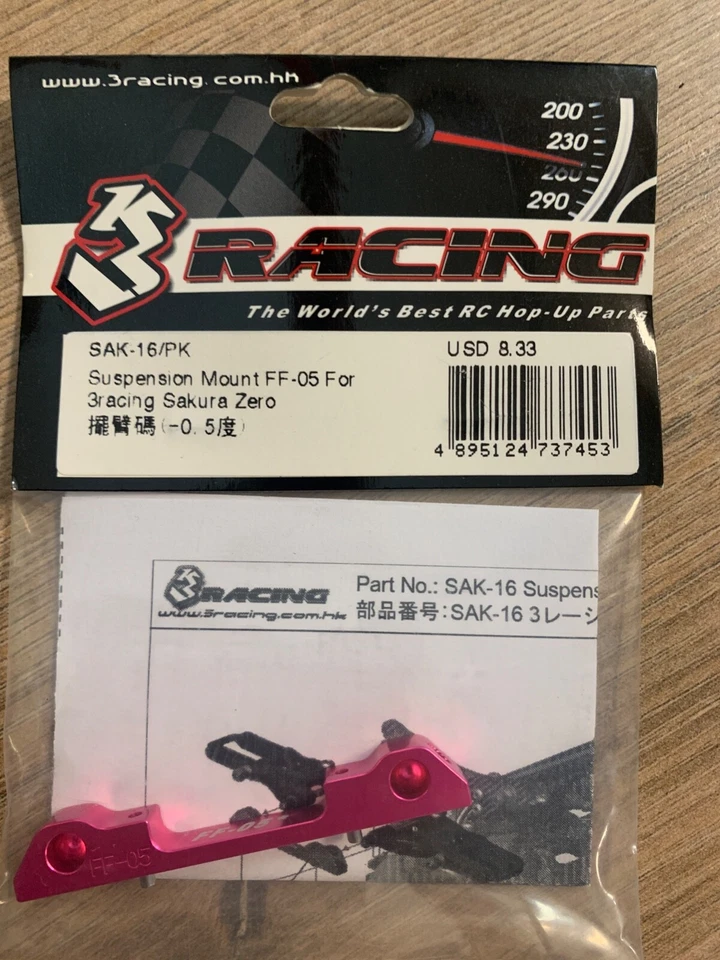 www.3racing.com.hk
200
230
260
290
3RACING
The World's Best RC Hop-Up Parts
SAK-16/PK
USD 8.33
Suspension Mount FF-05 For
3racing Sakura Zero
擺臂碼(-0.5度)
4 895124 737453
3RACING
www.3racing.com.hk
Part No.: SAK-16 Suspens
部品番号:SAK-16 3レーシ
FF-05
FF-05